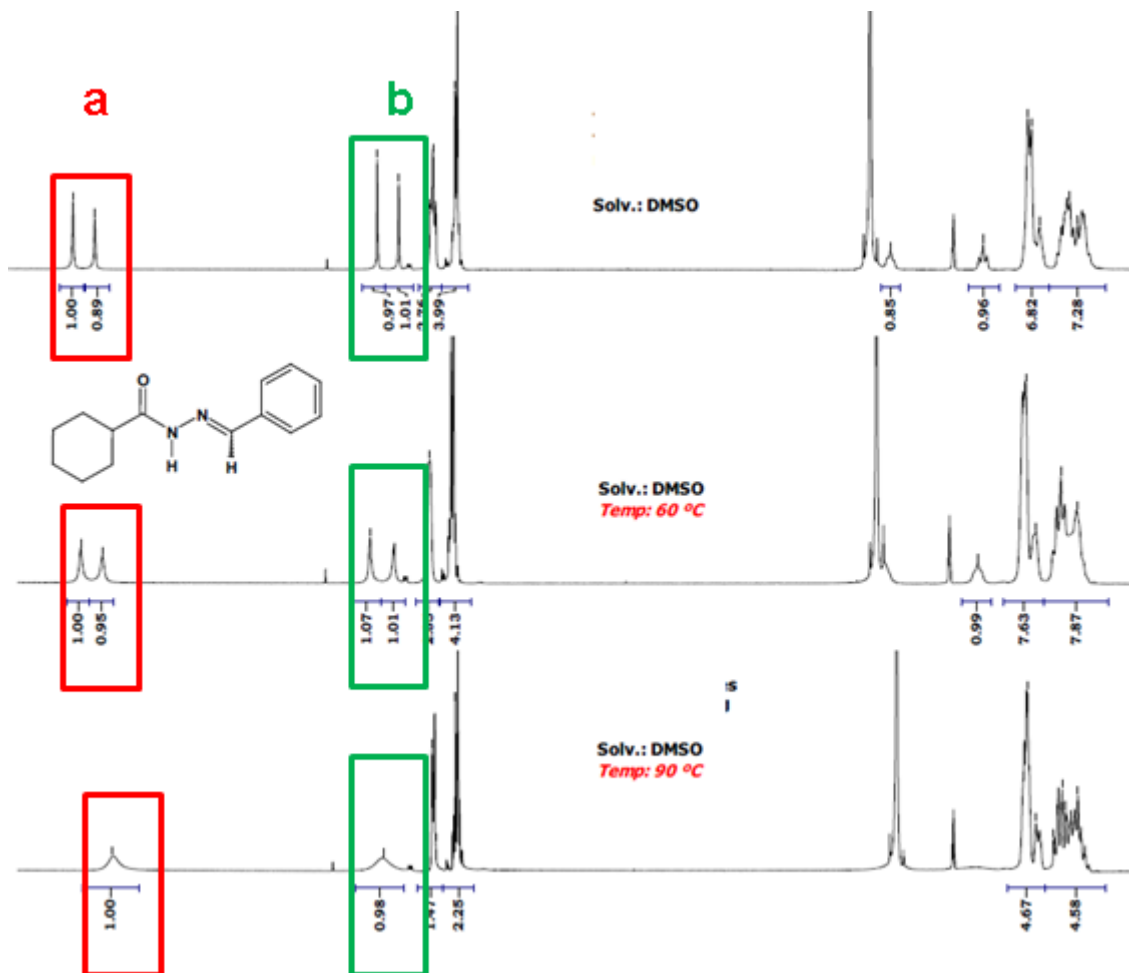 a b
Solv.: DMSO
1.00 0.89 0.97 1.01 3.99 0.85 0.96 6.82 7.28
O
N
N
H
H
Solv.: DMSO
Temp: 60 ºC
1.00 0.95 1.07 1.01 4.13 0.99 7.63 7.87
Solv.: DMSO
Temp: 90 ºC
1.00 0.98 2.25 4.67 4.58